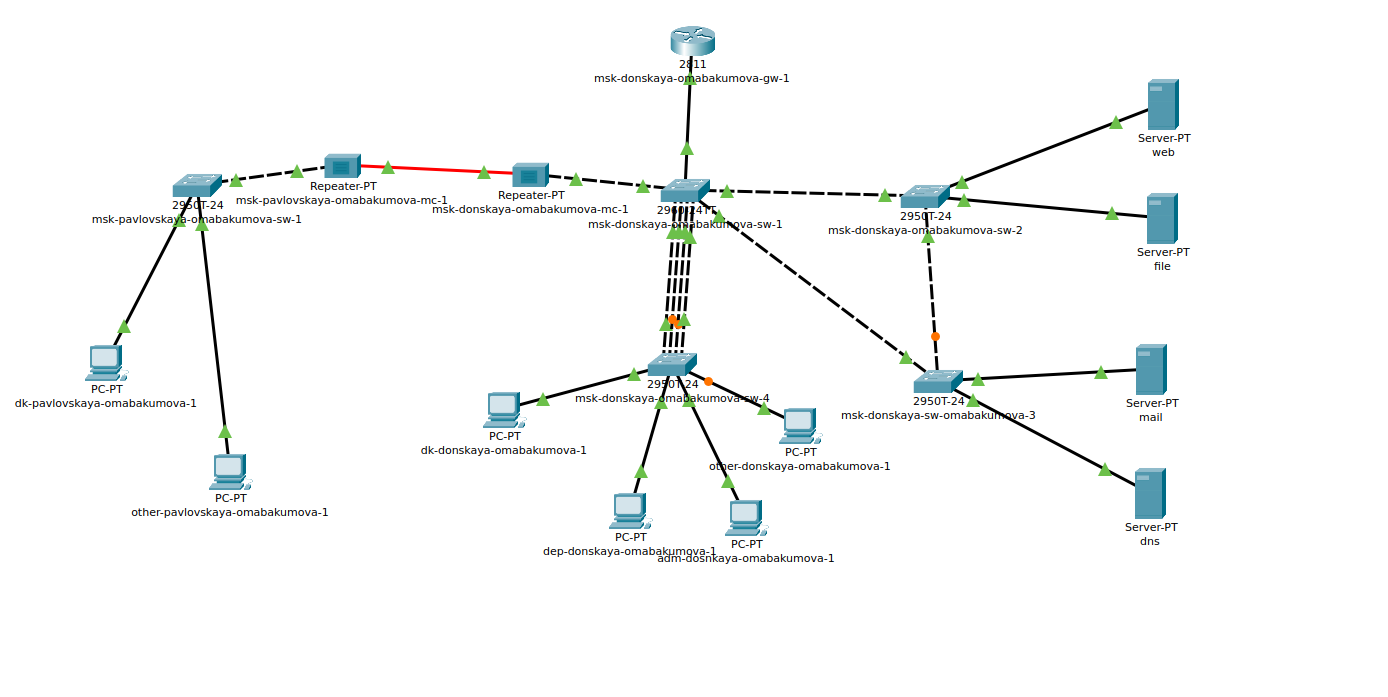 2811
msk-donskaya-omabakumova-gw-1
Server-PT
web
Repeater-PT
msk-pavlovskaya-omabakumova-mc-1
Repeater-PT
msk-donskaya-omabakumova-mc-1
2950T-24
msk-pavlovskaya-omabakumova-sw-1
2960-24TT
msk-donskaya-omabakumova-sw-1
2950T-24
msk-donskaya-omabakumova-sw-2
Server-PT
file
PC-PT
dk-pavlovskaya-omabakumova-1
2950T-24
msk-donskaya-omabakumova-sw-4
2950T-24
msk-donskaya-sw-omabakumova-3
Server-PT
mail
PC-PT
dk-donskaya-omabakumova-1
PC-PT
other-donskaya-omabakumova-1
PC-PT
other-pavlovskaya-omabakumova-1
PC-PT
dep-donskaya-omabakumova-1
PC-PT
adm-dosnkaya-omabakumova-1
Server-PT
dns